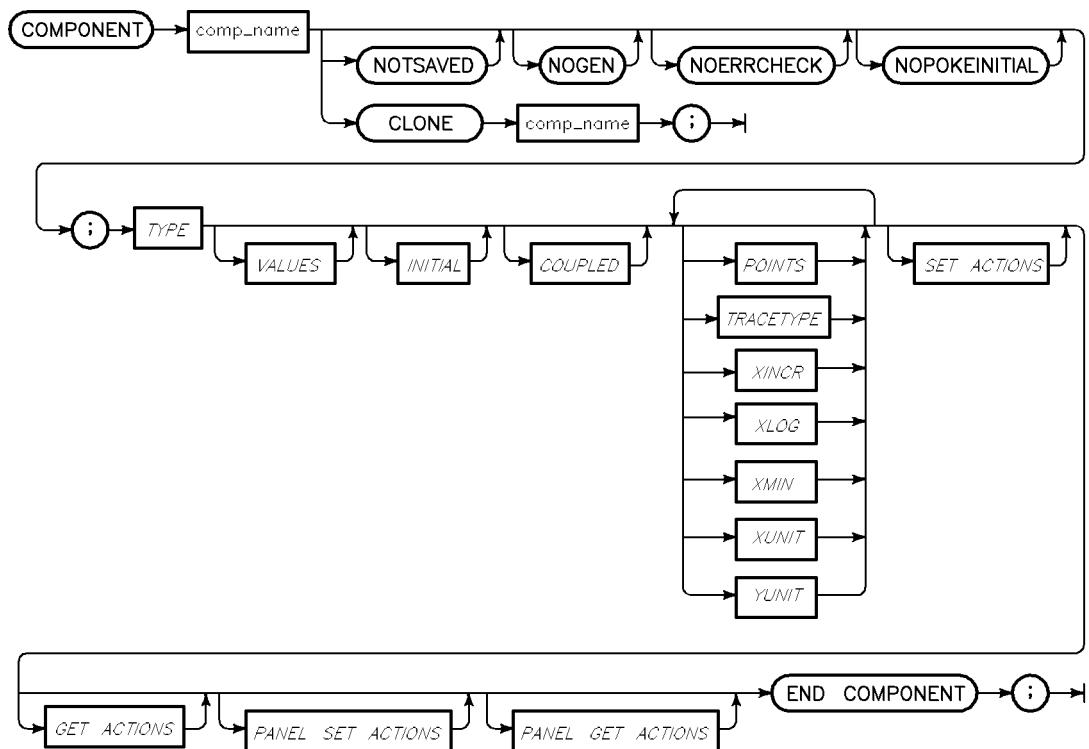 COMPONENT comp_name
NOTSAVED NOGEN NOERRCHECK NOPOKEINITIAL
CLONE comp_name ;
; TYPE
VALUES INITIAL COUPLED POINTS SET ACTIONS
TRACETYPE
XINCR
XLOG
XMIN
XUNIT
YUNIT
END COMPONENT ;
GET ACTIONS PANEL SET ACTIONS PANEL GET ACTIONS